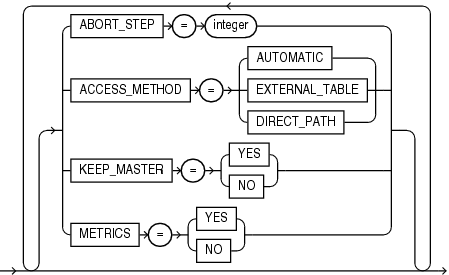 ABORT_STEP = integer
ACCESS_METHOD = AUTOMATIC
EXTERNAL_TABLE
DIRECT_PATH
KEEP_MASTER = YES
NO
METRICS = YES
NO